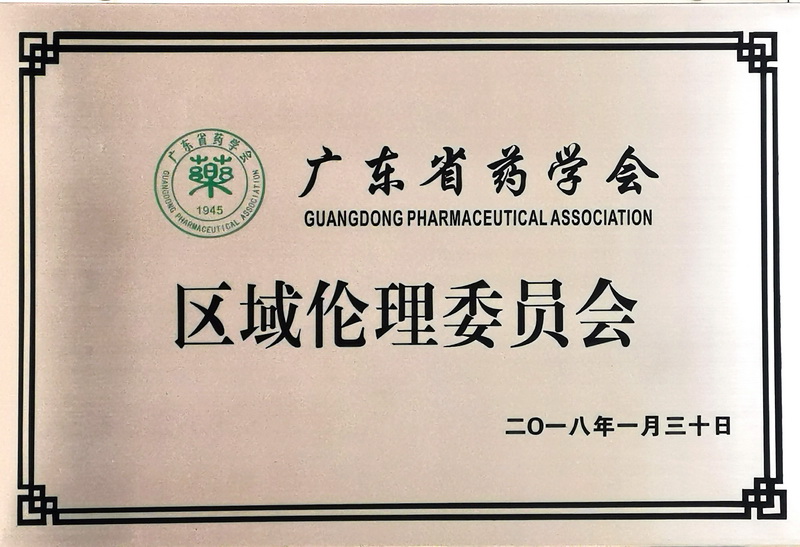 广东省药学会
藥
1945
GUANGDONG PHARMACEUTICAL ASSOCIATION
广东省药学会
GUANGDONG PHARMACEUTICAL ASSOCIATION
区域伦理委员会
二〇一八年一月三十日